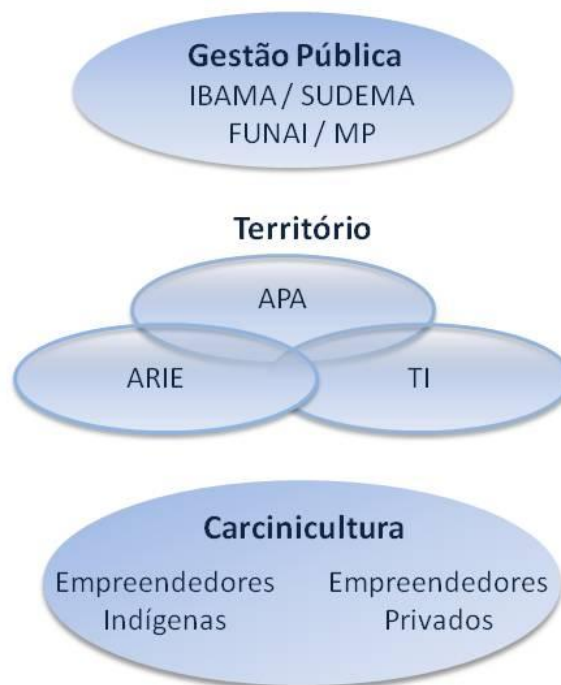 Gestão Pública
IBAMA / SUDEMA
FUNAI / MP
Território
APA
ARIE
TI
Carcinicultura
Empreendedores
Indígenas
Empreendedores
Privados